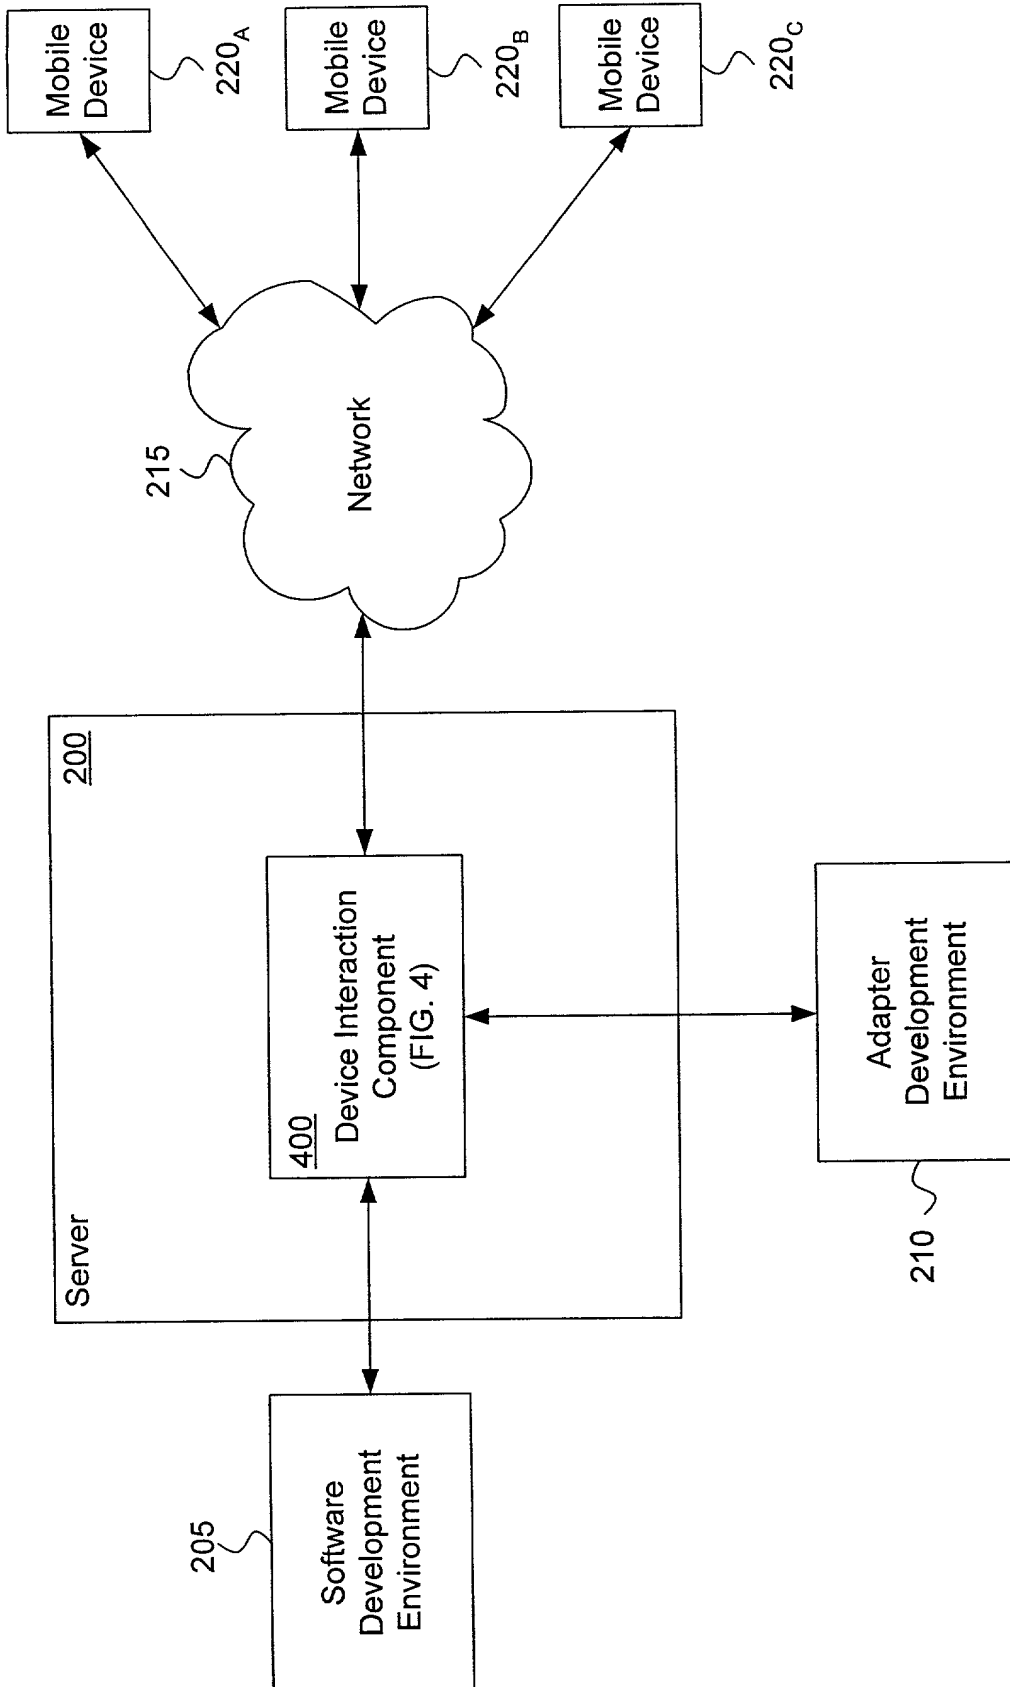 Server
200
400
Device Interaction
Component
(FIG. 4)
205
Software
Development
Environment
210
Adapter
Development
Environment
215
Network
Mobile
Device
220A
Mobile
Device
220B
Mobile
Device
220C